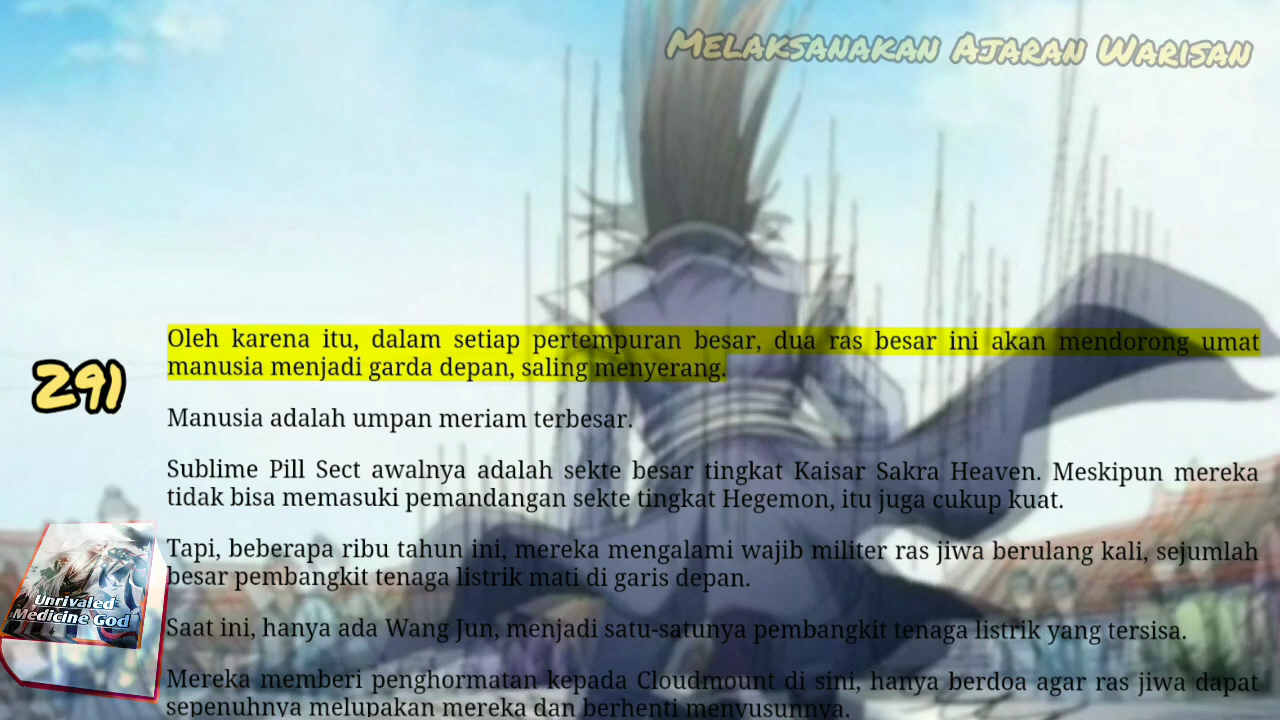 Melaksanakan Ajaran Warisan
Oleh karena itu, dalam setiap pertempuran besar, dua ras besar ini akan mendorong umat
manusia menjadi garda depan, saling menyerang.
291
Manusia adalah umpan meriam terbesar.
Sublime Pill Sect awalnya adalah sekte besar tingkat Kaisar Sakra Heaven. Meskipun mereka
tidak bisa memasuki pemandangan sekte tingkat Hegemon, itu juga cukup kuat.
Tapi, beberapa ribu tahun ini, mereka mengalami wajib militer ras jiwa berulang kali, sejumlah
besar pembangkit tenaga listrik mati di garis depan.
Unrivaled
Medicine God
Saat ini, hanya ada Wang Jun, menjadi satu-satunya pembangkit tenaga listrik yang tersisa.
Mereka memberi penghormatan kepada Cloudmount di sini, hanya berdoa agar ras jiwa dapat
sepenuhnya melupakan mereka dan berhenti menyusunnya.